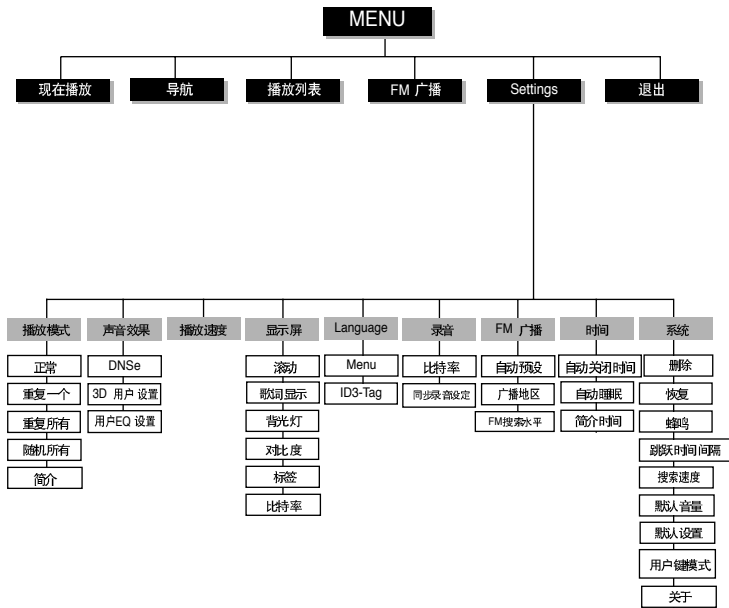 MENU
现在播放
导航
播放列表
FM 广播
Settings
退出
播放模式
声音效果
播放速度
显示屏
Language
录音
FM 广播
时间
系统
正常
重复一个
重复所有
随机所有
简介
DNSe
3D 用户 设置
用户EQ 设置
滚动
歌词显示
背光灯
对比度
标签
比特率
Menu
ID3-Tag
比特率
同步录音设定
自动预设
广播地区
FM搜索水平
自动关闭时间
自动睡眠
简介时间
删除
恢复
蜂鸣
跳跃时间间隔
搜索速度
默认音量
默认设置
用户键模式
关于